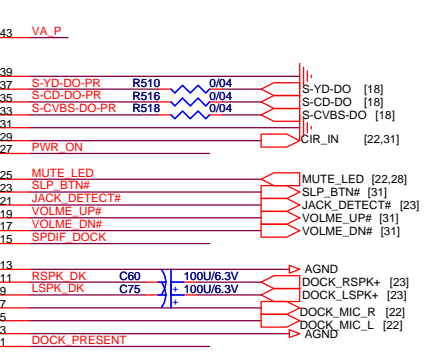 43 VA_P
39
37 S-YD-DO-PR R510 0/04 S-YD-DO [18]
35 S-CD-DO-PR R516 0/04 S-CD-DO [18]
33 S-CVBS-DO-PR R518 0/04 S-CVBS-DO [18]
31
29 CIR_IN [22,31]
27 PWR_ON
25 MUTE_LED MUTE_LED [22,28]
23 SLP_BTN# SLP_BTN# [31]
21 JACK_DETECT# JACK_DETECT# [23]
19 VOLME_UP# VOLME_UP# [31]
17 VOLME_DN# VOLME_DN# [31]
15 SPDIF_DOCK
13 AGND
11 RSPK_DK C60 100U/6.3V DOCK_RSPK+ [23]
9 LSPK_DK C75 + 100U/6.3V DOCK_LSPK+ [23]
7 + DOCK_MIC_R [22]
5 DOCK_MIC_L [22]
3 AGND
1 DOCK_PRESENT